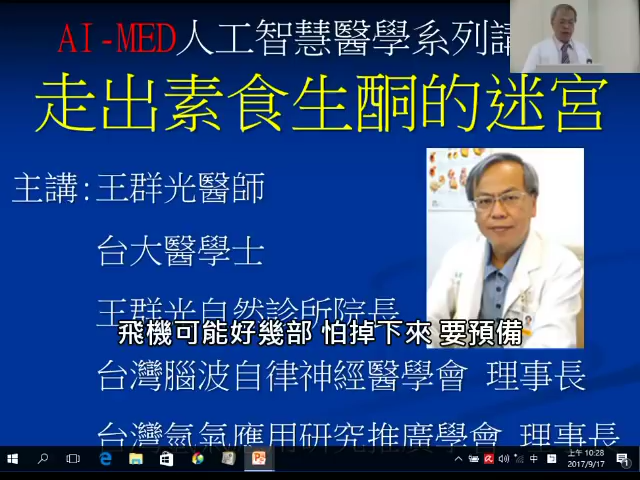 AI-MED人工智慧醫學系列講
走出素食生酮的迷宮
主講:王群光醫師
台大醫學士
王群光自然診所院長
飛機可能好幾部 怕掉下來 要預備
台灣腦波自律神經醫學會 理事長
台灣氫氣應用研究推廣學會 理事長
中
上午 10:28
2017/9/17